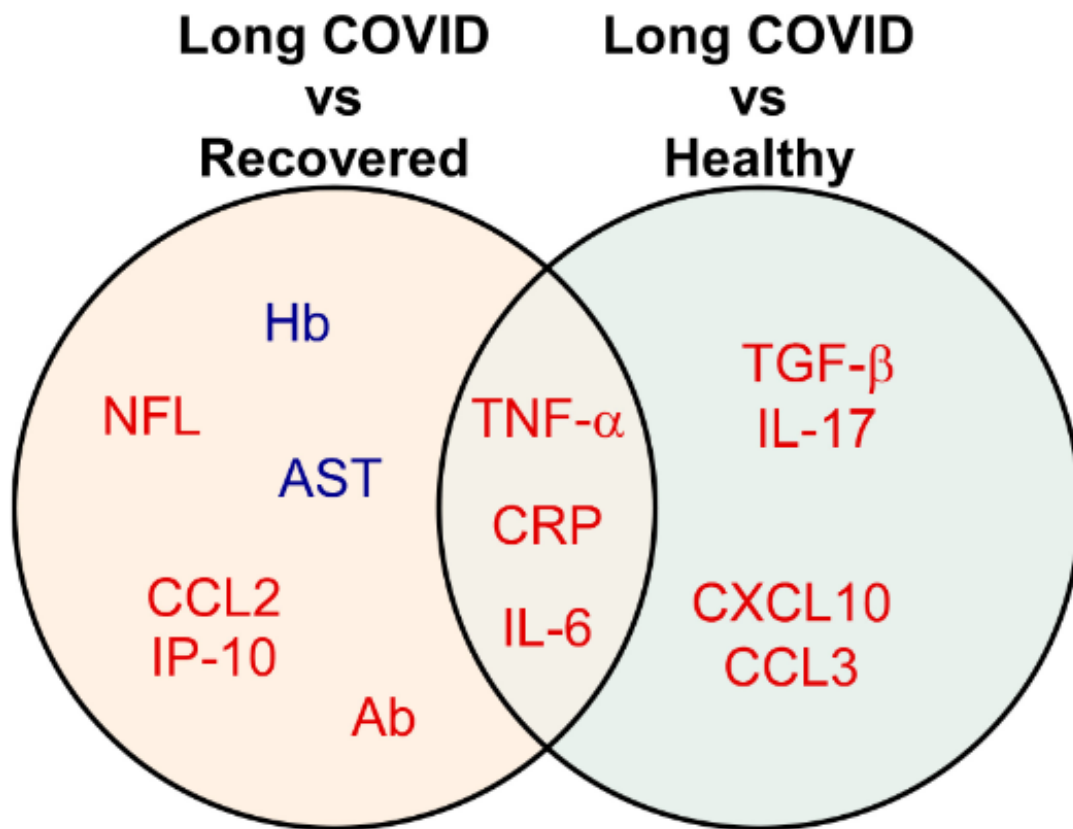 Long COVID
vs
Recovered
Long COVID
vs
Healthy
Hb
NFL
AST
CCL2
IP-10
Ab
TNF-α
CRP
IL-6
TGF-β
IL-17
CXCL10
CCL3